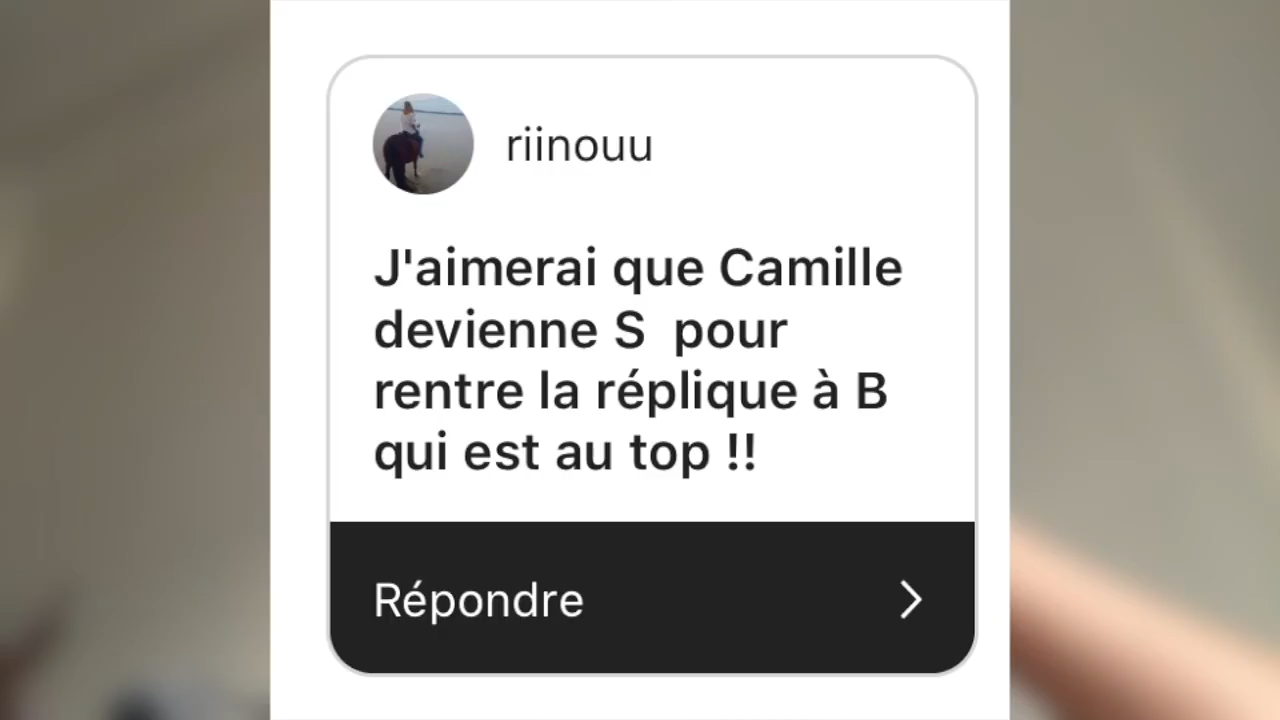 riinouu
J'aimerai que Camille
devienne S  pour
rentre la réplique à B
qui est au top !!
Répondre